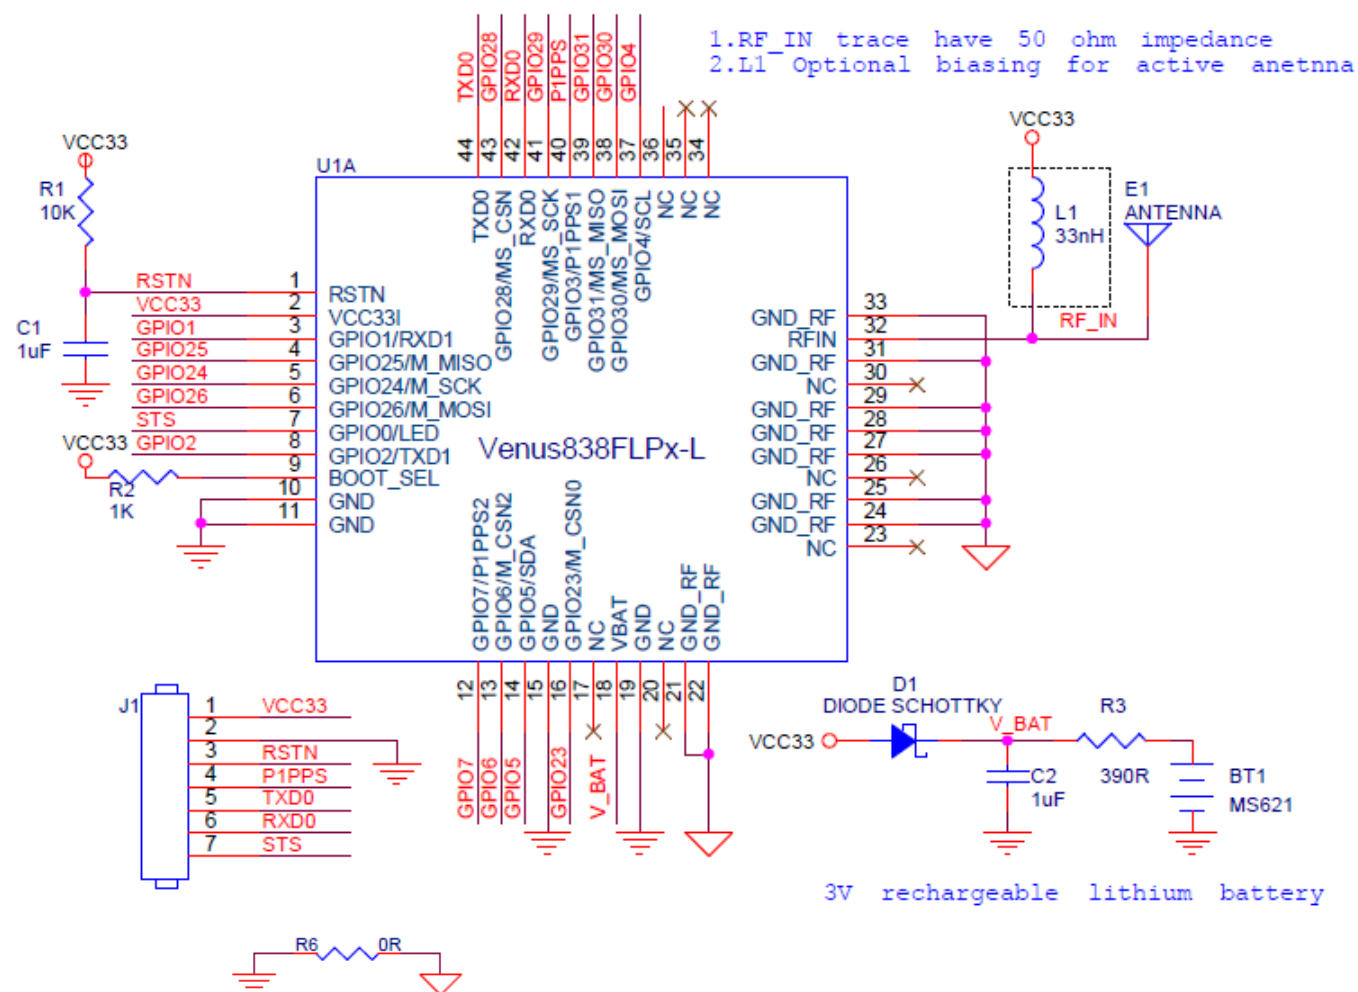 1.RF_IN trace have 50 ohm impedance
2.L1 Optional biasing for active anetnna
TXD0
GPIO28
RXD0
GPIO29
P1PPS
GPIO31
GPIO30
GPIO4
44
43
42
41
40
39
38
37
36
35
34
VCC33
R1
10K
C1
1uF
U1A
TXD0
GPIO28/MS_CSN
RXD0
GPIO29/MS_SCK
GPIO3/P1PPS1
GPIO31/MS_MISO
GPIO30/MS_MOSI
GPIO4/SCL
NC
NC
NC
VCC33
L1
33nH
E1
ANTENNA
RSTN 1 RSTN
VCC33 2 VCC33I
GPIO1 3 GPIO1/RXD1
GPIO25 4 GPIO25/M_MISO
GPIO24 5 GPIO24/M_SCK
GPIO26 6 GPIO26/M_MOSI
STS 7 GPIO0/LED
GPIO2 8 GPIO2/TXD1
9 BOOT_SEL
10 GND
11 GND
VCC33
R2
1K
Venus838FLPx-L
GND_RF 33
RFIN 32 RF_IN
GND_RF 31
NC 30
GND_RF 29
GND_RF 28
GND_RF 27
NC 26
GND_RF 25
GND_RF 24
NC 23
GPIO7/P1PPS2
GPIO6/M_CSN2
GPIO5/SDA
GND
GPIO23/M_CSN0
NC
VBAT
GND
NC
GND_RF
GND_RF
12
13
14
15
16
17
18
19
20
21
22
GPIO7
GPIO6
GPIO5
GPIO23
V_BAT
J1
1 VCC33
2
3 RSTN
4 P1PPS
5 TXD0
6 RXD0
7 STS
D1
DIODE SCHOTTKY
VCC33
V_BAT
R3
390R
C2
1uF
BT1
MS621
3V rechargeable lithium battery
R6 0R